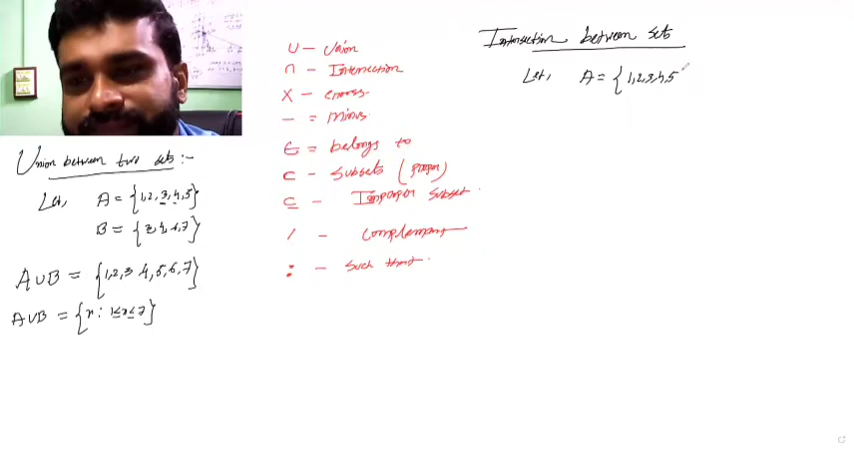 Union between two sets :-
Let, A = {1,2,3,4,5}
B = {3,4,6,7}
A∪B = {1,2,3 4,5,6,7}
A∪B = {x : 1≤x≤7}
∪ – Union
∩ – Intersection
X – cross
– = minus
∈ = belongs to
⊂ – Subsets (proper)
⊆ – Improper subset
/ – Complement
: – Such that
Intersection between sets
Let, A = {1,2,3,4,5